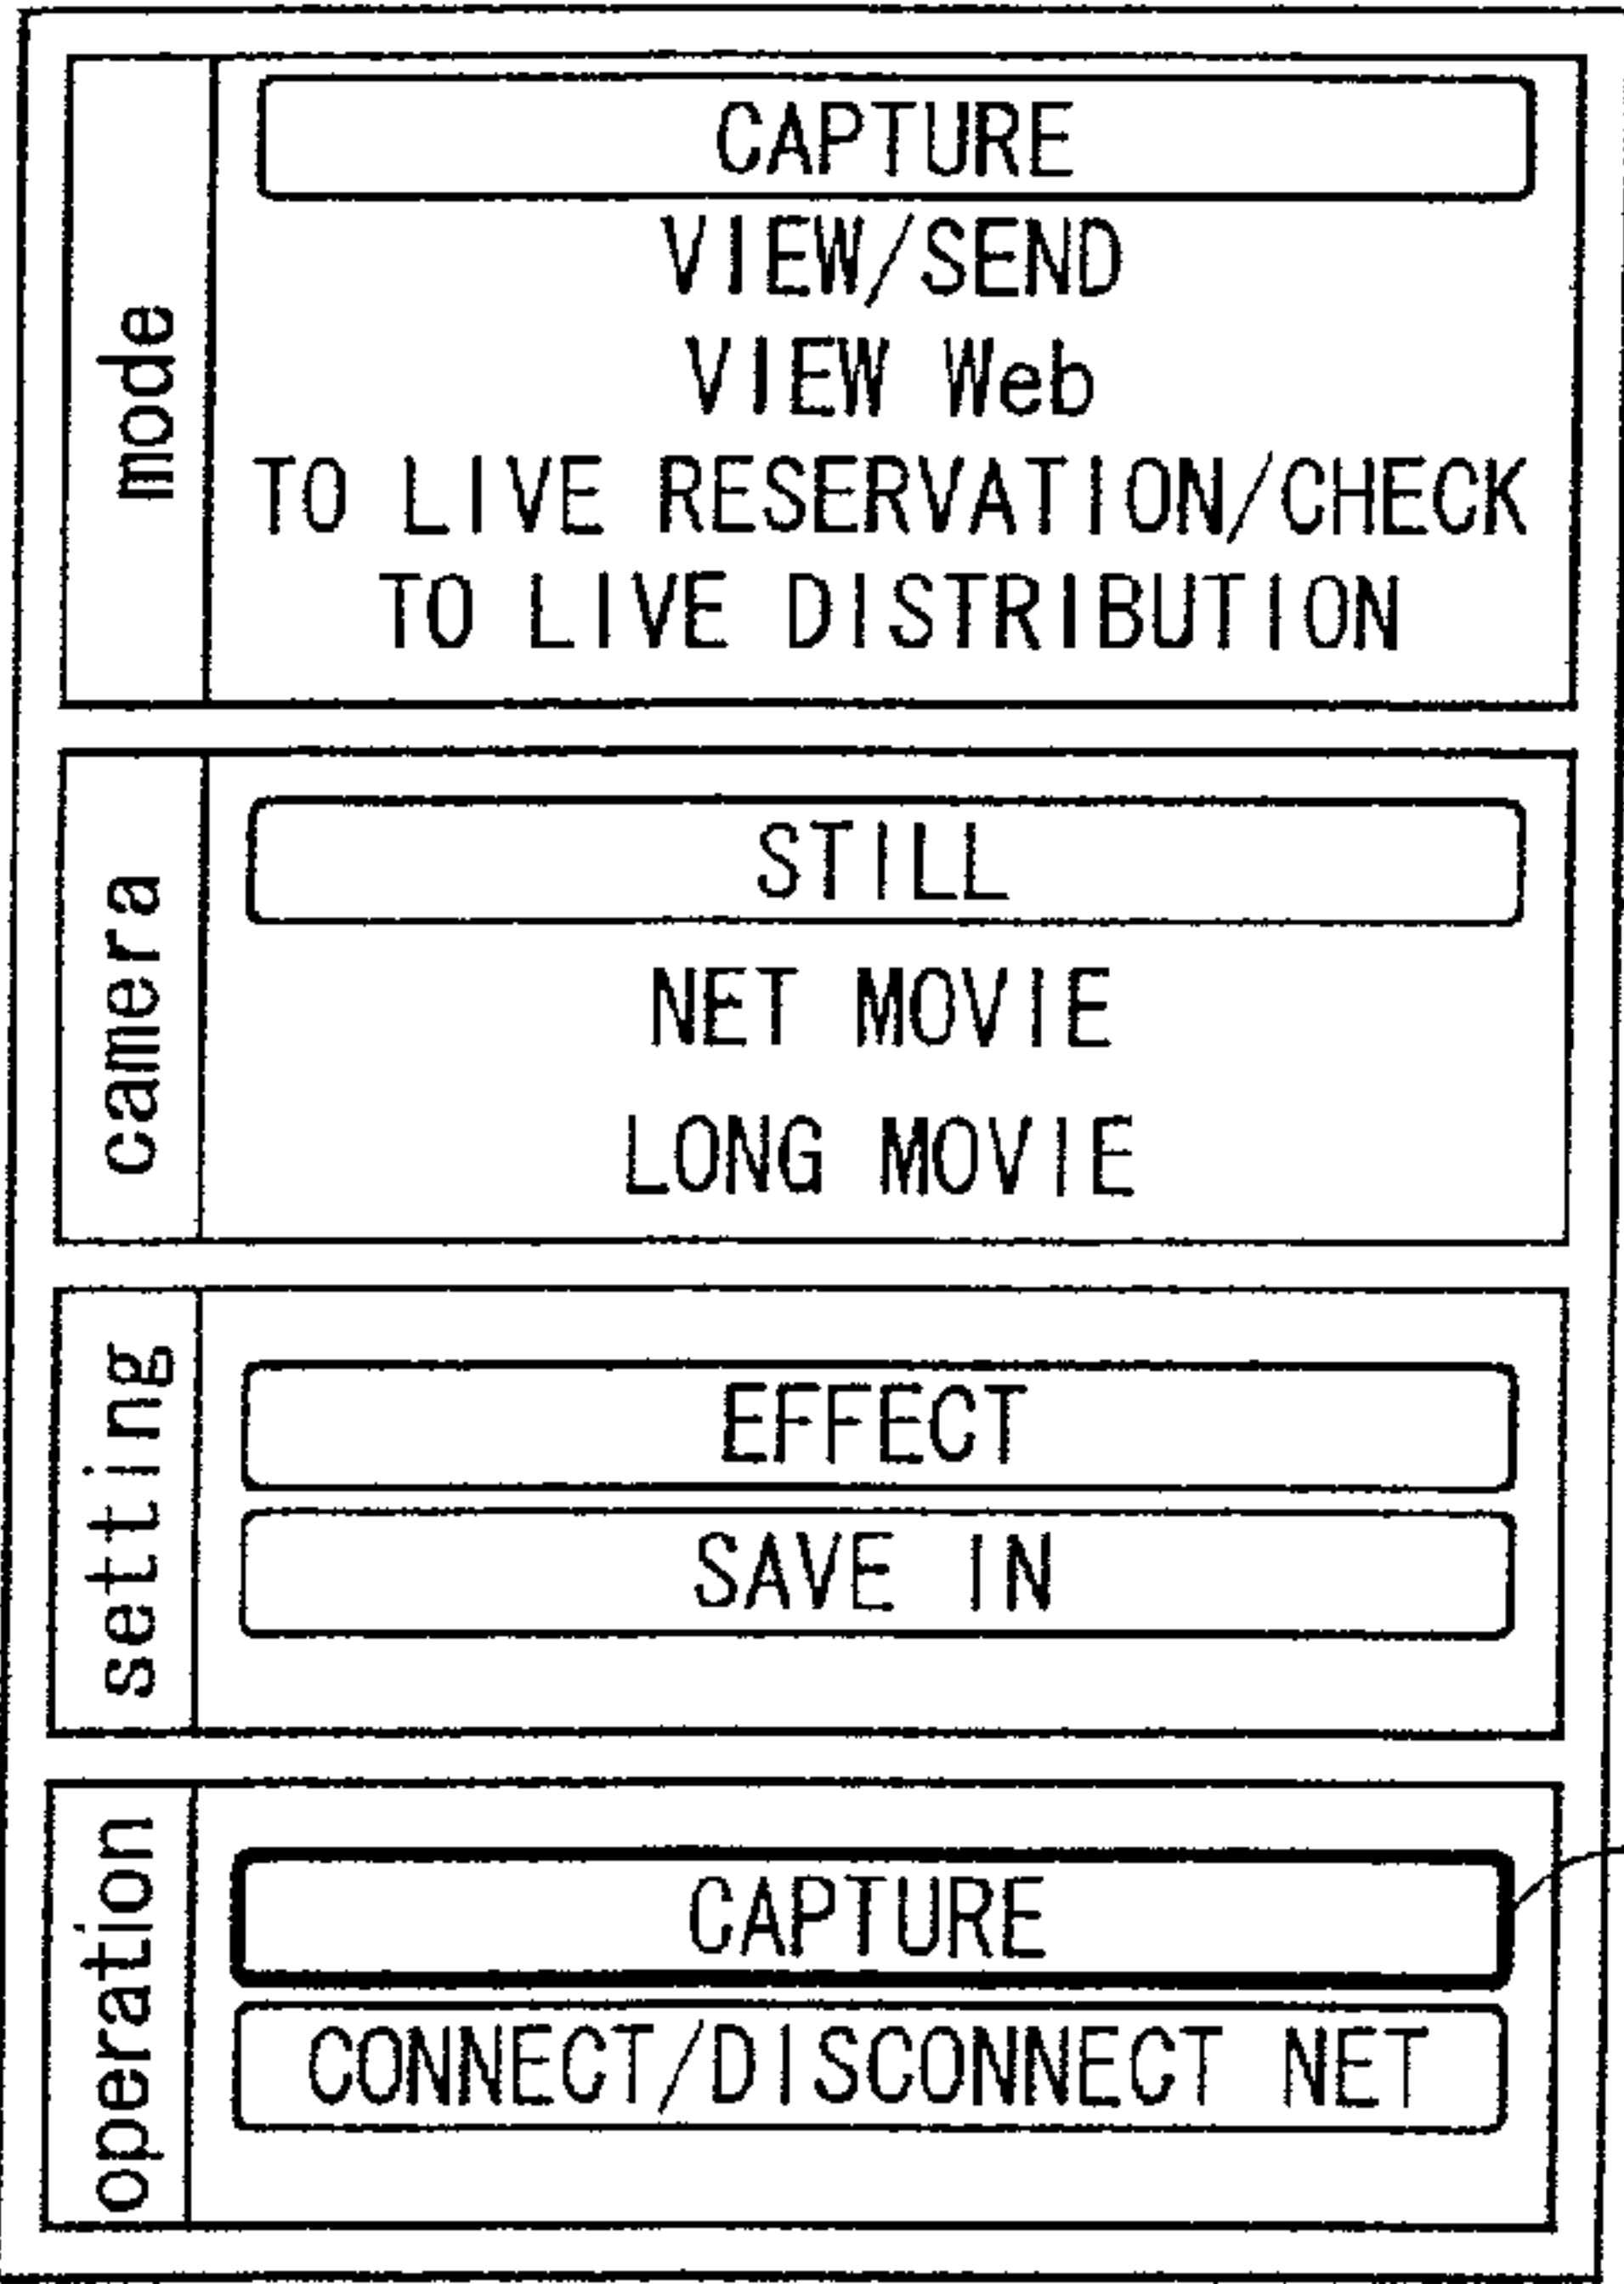 mode
CAPTURE
VIEW/SEND
VIEW Web
TO LIVE RESERVATION/CHECK
TO LIVE DISTRIBUTION
camera
STILL
NET MOVIE
LONG MOVIE
setting
EFFECT
SAVE IN
operation
CAPTURE
CONNECT/DISCONNECT NET